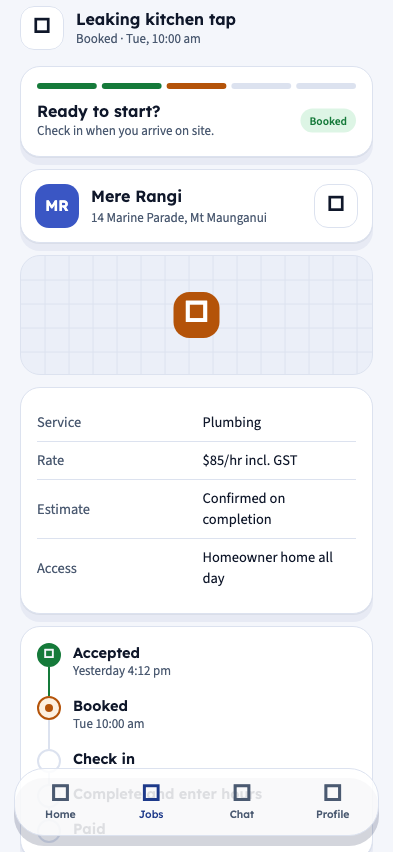 Leaking kitchen tap
Booked · Tue, 10:00 am
Ready to start?
Check in when you arrive on site.
Booked
MR
Mere Rangi
14 Marine Parade, Mt Maunganui
Service
Plumbing
Rate
$85/hr incl. GST
Estimate
Confirmed on
completion
Access
Homeowner home all
day
Accepted
Yesterday 4:12 pm
Booked
Tue 10:00 am
Check in
Complete and enter hours
Paid
Home
Jobs
Chat
Profile